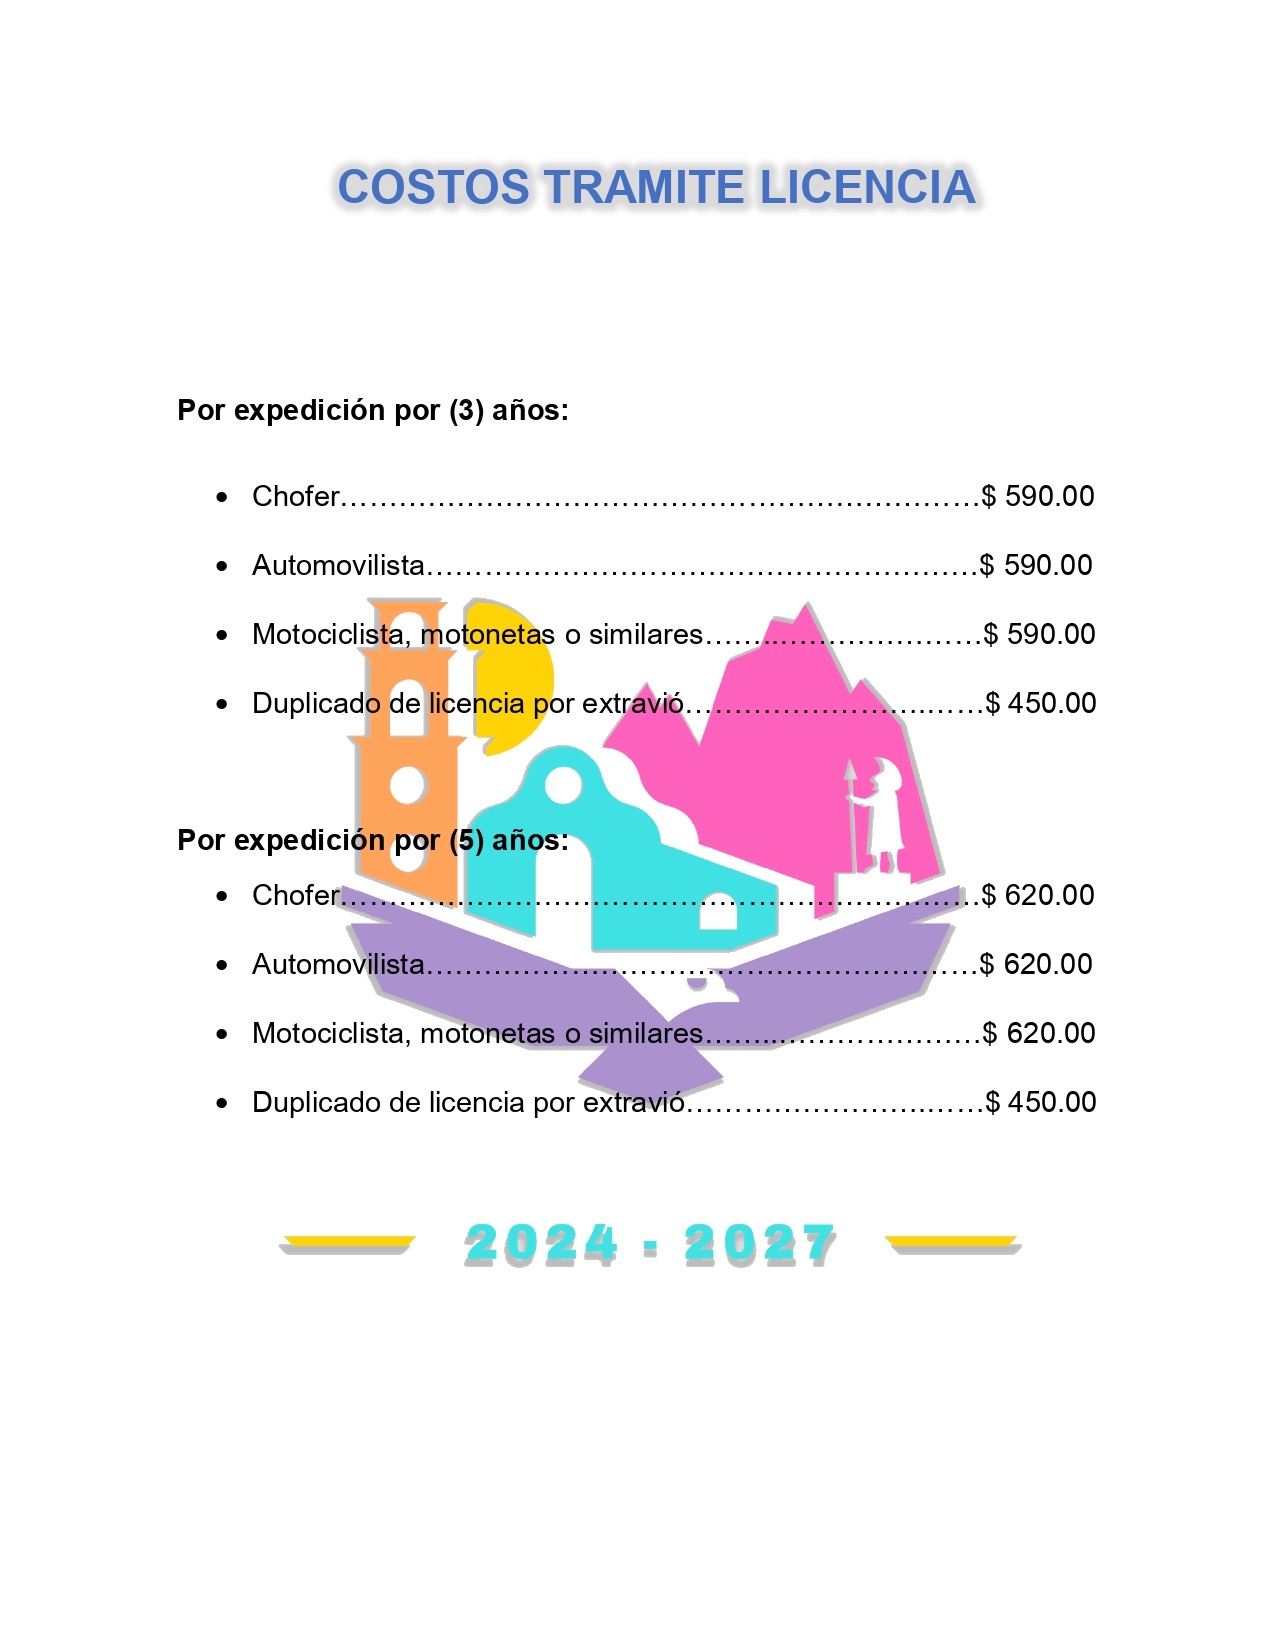 COSTOS TRAMITE LICENCIA
Por expedición por (3) años:
• Chofer…………………………………………………………$ 590.00
• Automovilista…………………………………………………$ 590.00
• Motociclista, motonetas o similares……..…………………$ 590.00
• Duplicado de licencia por extravió…………………….……$ 450.00
Por expedición por (5) años:
• Chofer…………………………………………………….……$ 620.00
• Automovilista…………………………………………………$ 620.00
• Motociclista, motonetas o similares……..…………………$ 620.00
• Duplicado de licencia por extravió…………………….……$ 450.00
2024 - 2027